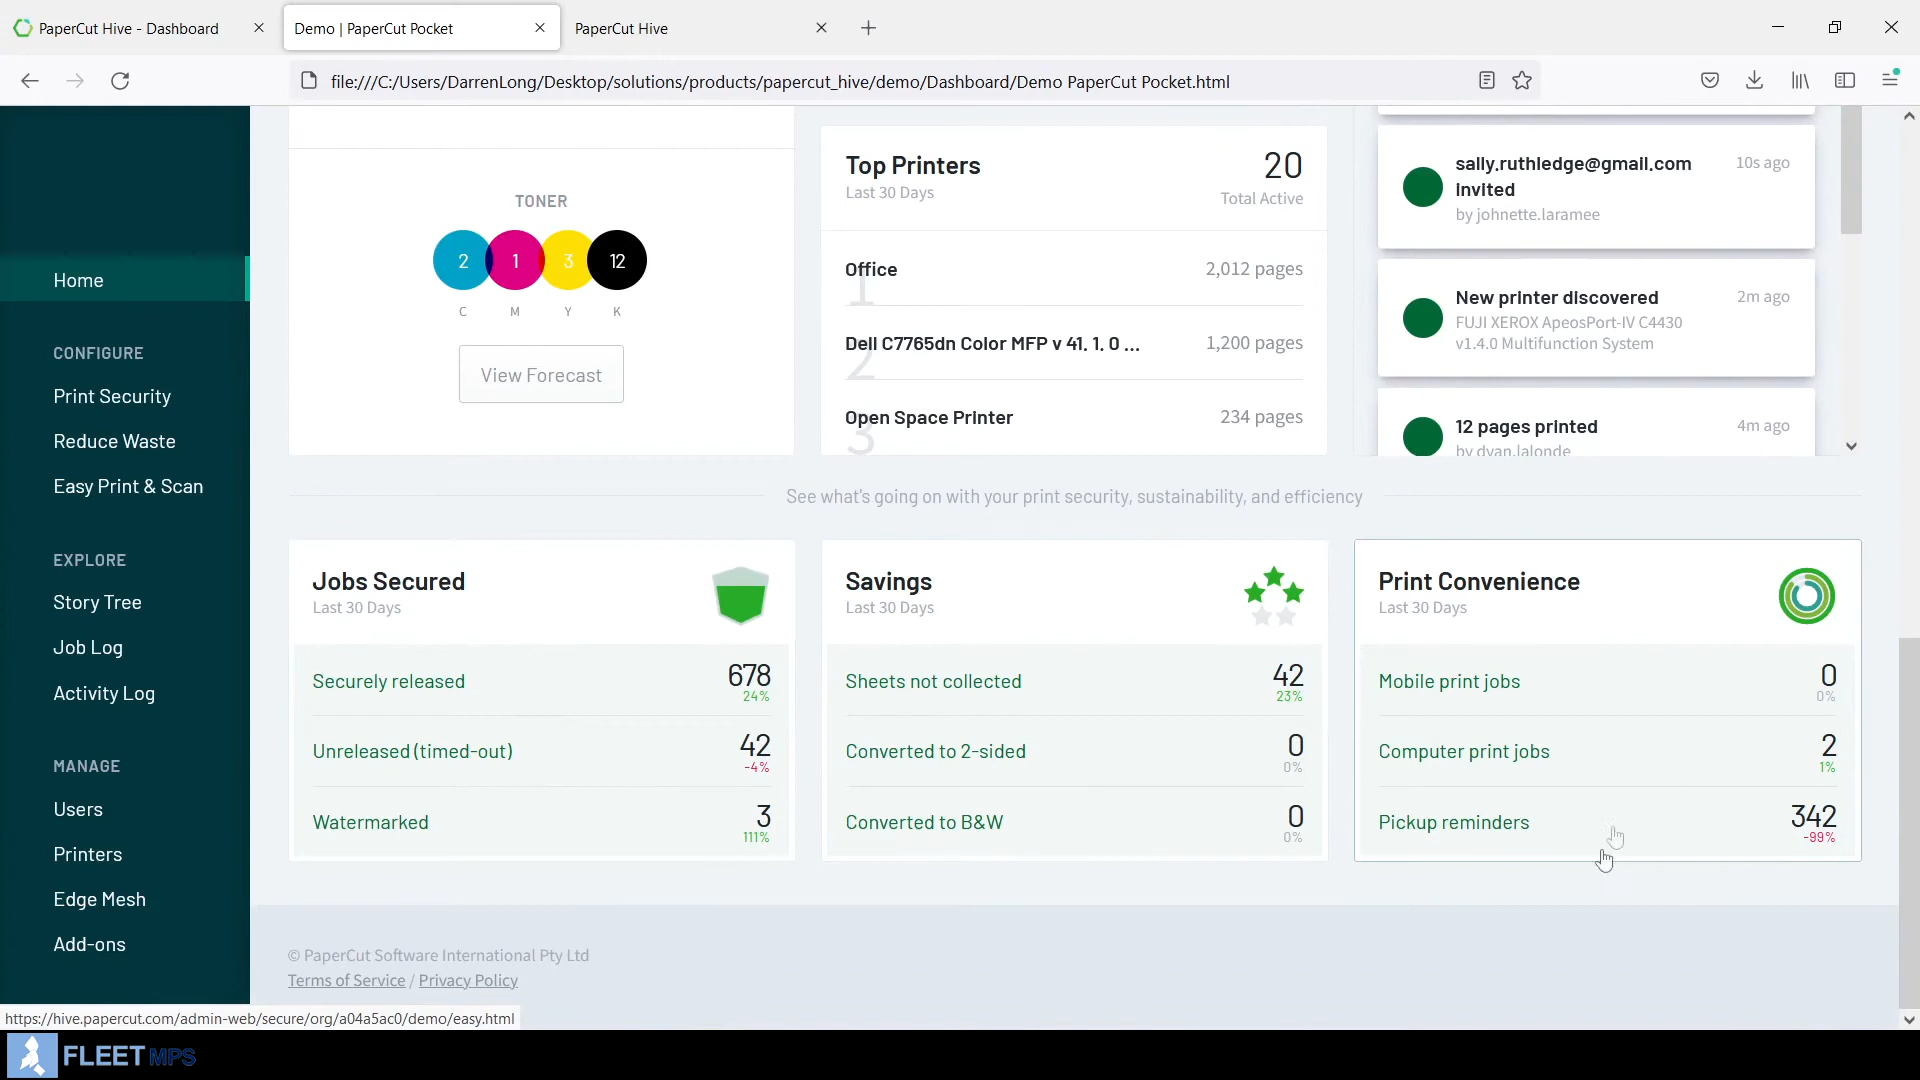 PaperCut Hive - Dashboard
Demo | PaperCut Pocket
PaperCut Hive
file:///C:/Users/DarrenLong/Desktop/solutions/products/papercut_hive/demo/Dashboard/Demo PaperCut Pocket.html
Home
CONFIGURE
Print Security
Reduce Waste
Easy Print & Scan
EXPLORE
Story Tree
Job Log
Activity Log
MANAGE
Users
Printers
Edge Mesh
Add-ons
TONER
2 1 3 12
C M Y K
View Forecast
Top Printers 20
Last 30 Days Total Active
1 Office 2,012 pages
2 Dell C7765dn Color MFP v 41. 1. 0 ... 1,200 pages
3 Open Space Printer 234 pages
sally.ruthledge@gmail.com 10s ago
invited
by johnette.laramee
New printer discovered 2m ago
FUJI XEROX ApeosPort-IV C4430
v1.4.0 Multifunction System
12 pages printed 4m ago
by dyan.lalonde
See what's going on with your print security, sustainability, and efficiency
Jobs Secured
Last 30 Days
Securely released 678
24%
Unreleased (timed-out) 42
-4%
Watermarked 3
111%
Savings
Last 30 Days
Sheets not collected 42
23%
Converted to 2-sided 0
0%
Converted to B&W 0
0%
Print Convenience
Last 30 Days
Mobile print jobs 0
0%
Computer print jobs 2
1%
Pickup reminders 342
-99%
© PaperCut Software International Pty Ltd
Terms of Service / Privacy Policy
https://hive.papercut.com/admin-web/secure/org/a04a5ac0/demo/easy.html
FLEET MPS